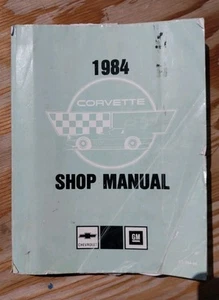 1984
CORVETTE
SHOP MANUAL
CHEVROLET
GM